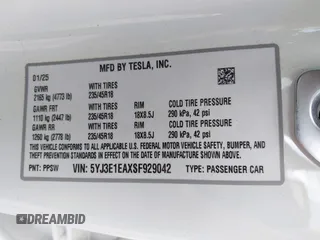 MFD BY TESLA, INC.
01/25
GVWR WITH TIRES
2165 kg (4773 lb) 235/45R18
GAWR FRT WITH TIRES RIM COLD TIRE PRESSURE
1110 kg (2447 lb) 235/45R18 18X8.5J 290 kPa, 42 psi
GAWR RR WITH TIRES RIM COLD TIRE PRESSURE
1260 kg (2778 lb) 235/45R18 18X8.5J 290 kPa, 42 psi
THIS VEHICLE CONFORMS TO ALL APPLICABLE FEDERAL MOTOR
VEHICLE SAFETY, BUMPER, AND THEFT PREVENTION STANDARDS IN
EFFECT ON THE DATE OF MANUFACTURE SHOWN ABOVE.
PNT: PPSW VIN: 5YJ3E1EAXSF929042 TYPE: PASSENGER CAR
AUTOHELPERBOT.COM